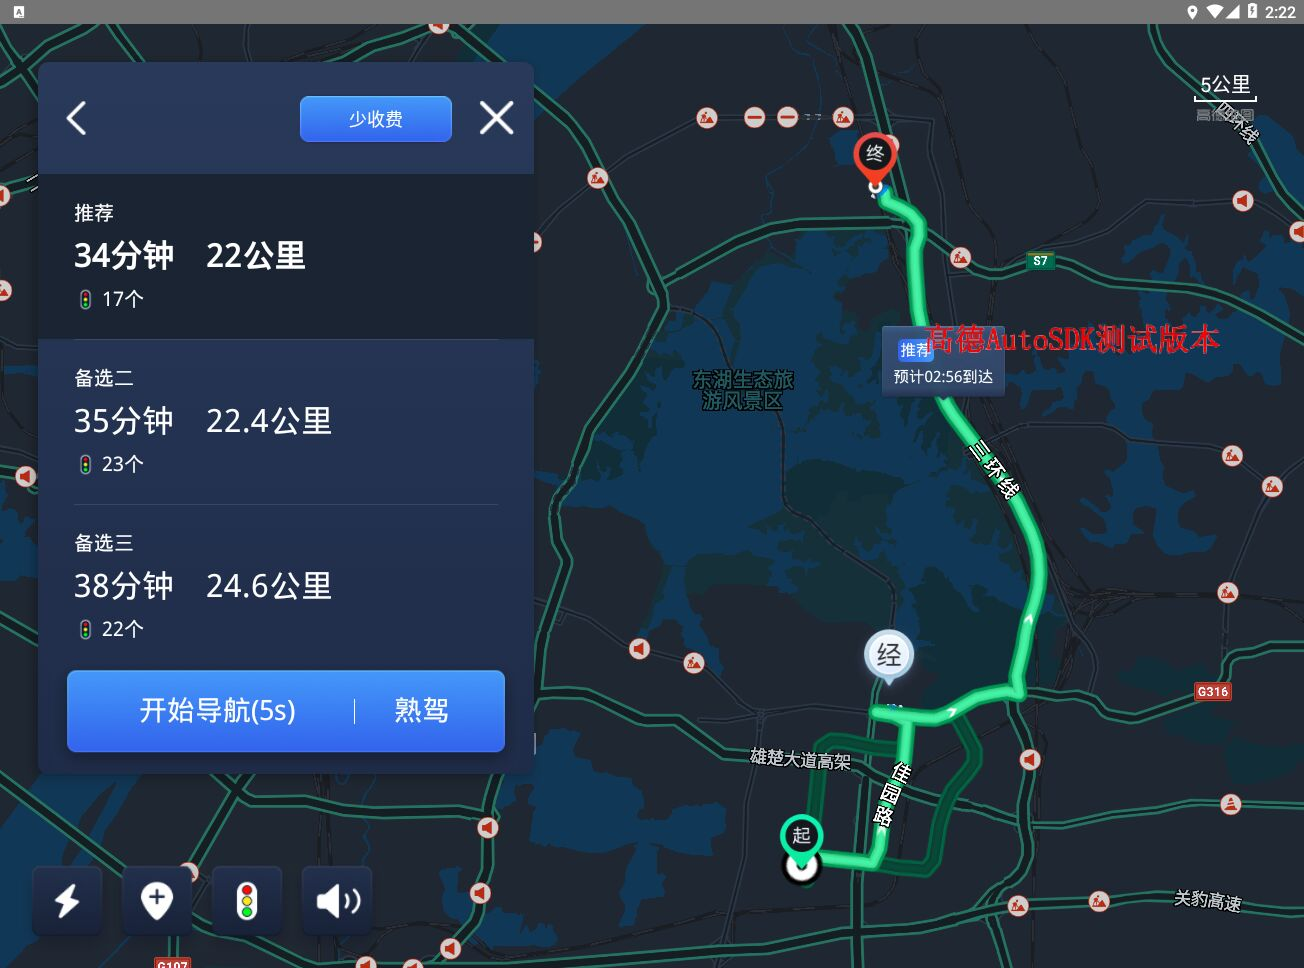 2:22
少收费
推荐
34分钟 22公里
17个
备选二
35分钟 22.4公里
23个
备选三
38分钟 24.6公里
22个
开始导航(5s) 熟驾
5公里
四环线
终
S7
高德AutoSDK测试版本
推荐
预计02:56到达
东湖生态旅
游风景区
三环线
经
G316
雄楚大道高架
佳园路
起
关豹高速
G107